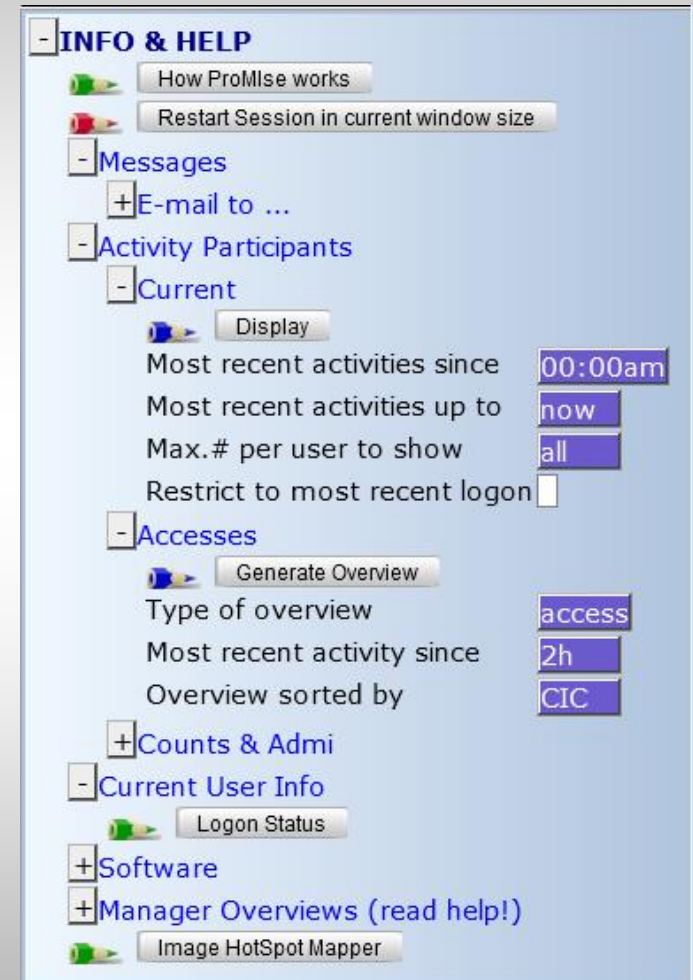 - INFO & HELP
How ProMIse works
Restart Session in current window size
- Messages
+ E-mail to ...
- Activity Participants
- Current
Display
Most recent activities since 00:00am
Most recent activities up to now
Max.# per user to show all
Restrict to most recent logon
- Accesses
Generate Overview
Type of overview access
Most recent activity since 2h
Overview sorted by CIC
+ Counts & Admi
- Current User Info
Logon Status
+ Software
+ Manager Overviews (read help!)
Image HotSpot Mapper